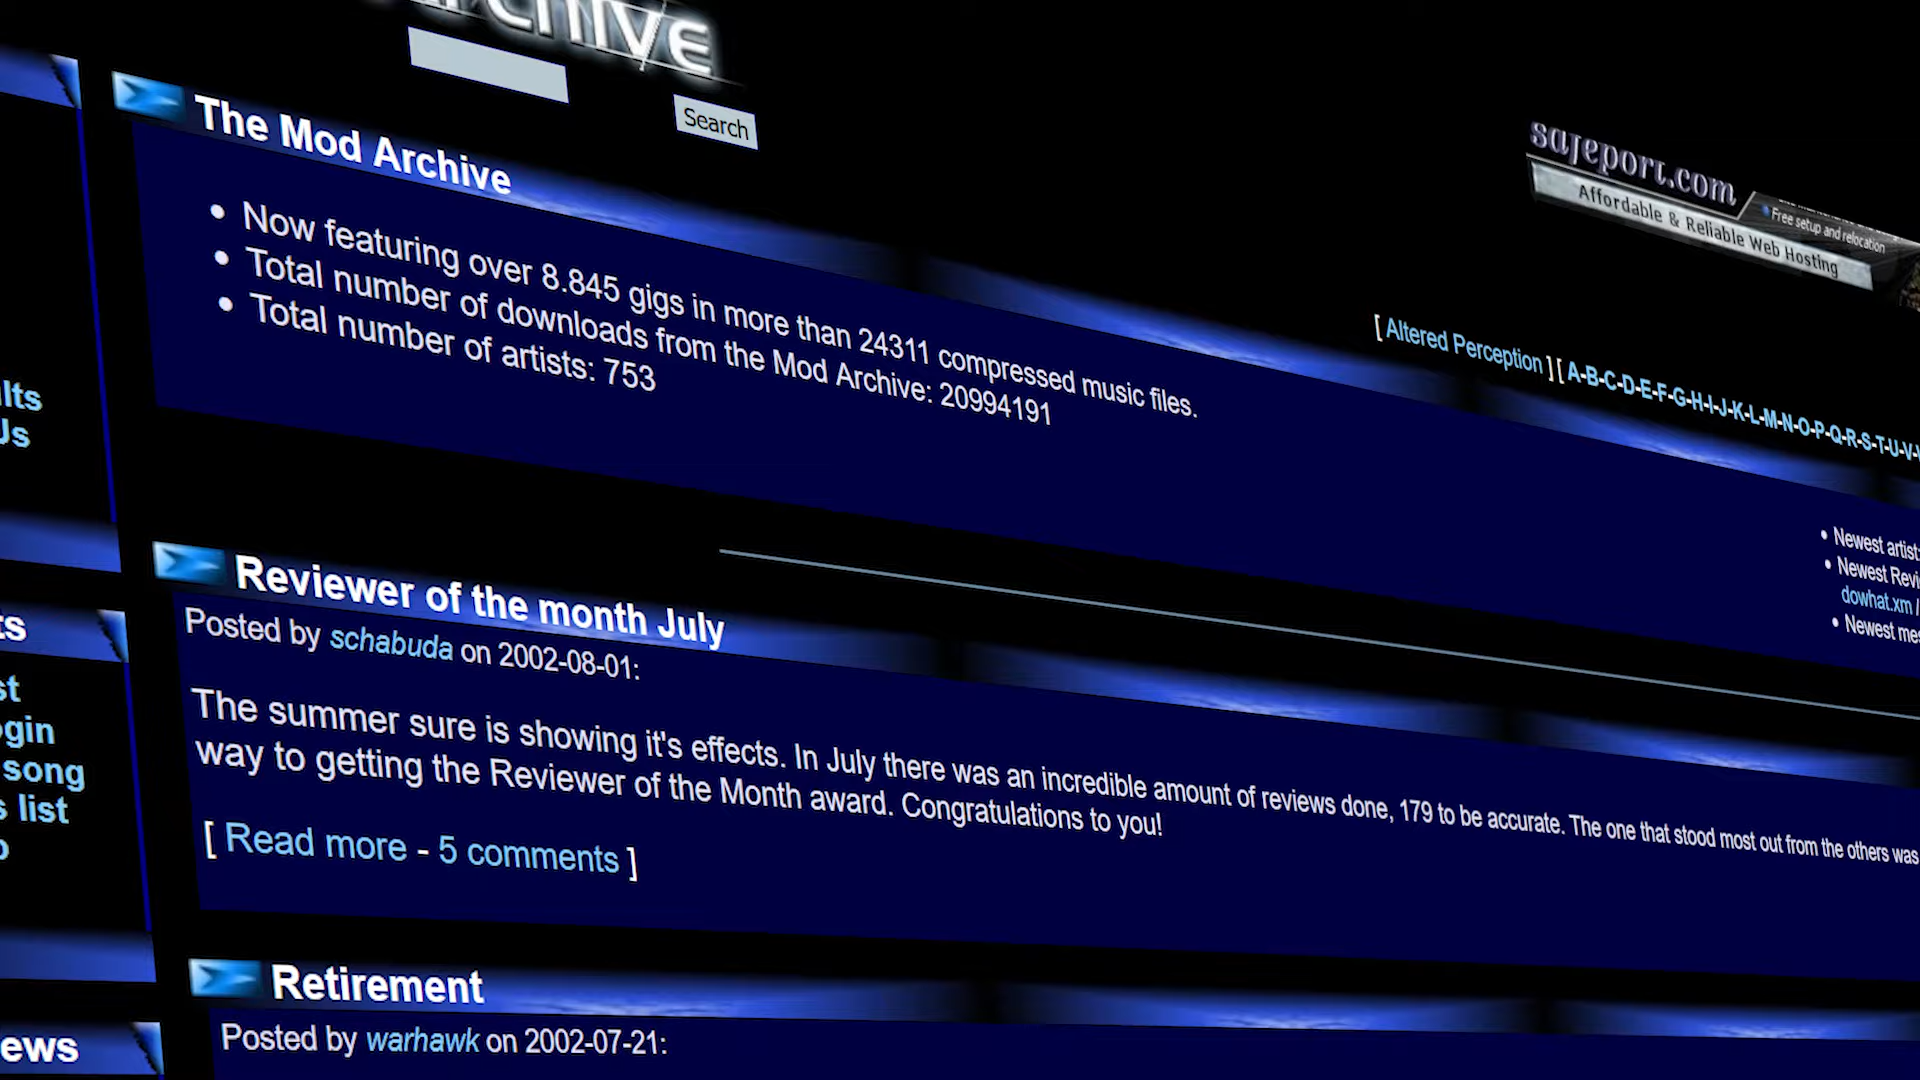 Archive
Search
safeport.com
Affordable & Reliable Web Hosting
Free setup and relocation
The Mod Archive
• Now featuring over 8.845 gigs in more than 24311 compressed music files.
• Total number of downloads from the Mod Archive: 20994191
• Total number of artists: 753
[ Altered Perception ] [ A-B-C-D-E-F-G-H-I-J-K-L-M-N-O-P-Q-R-S-T-U-V-
• Newest artist:
• Newest Revi
dowhat.xm /
• Newest mes
lts
Us
Reviewer of the month July
Posted by schabuda on 2002-08-01:
The summer sure is showing it's effects. In July there was an incredible amount of reviews done, 179 to be accurate. The one that stood most out from the others was
way to getting the Reviewer of the Month award. Congratulations to you!
[ Read more - 5 comments ]
ts
st
ogin
song
s list
Retirement
Posted by warhawk on 2002-07-21:
ews